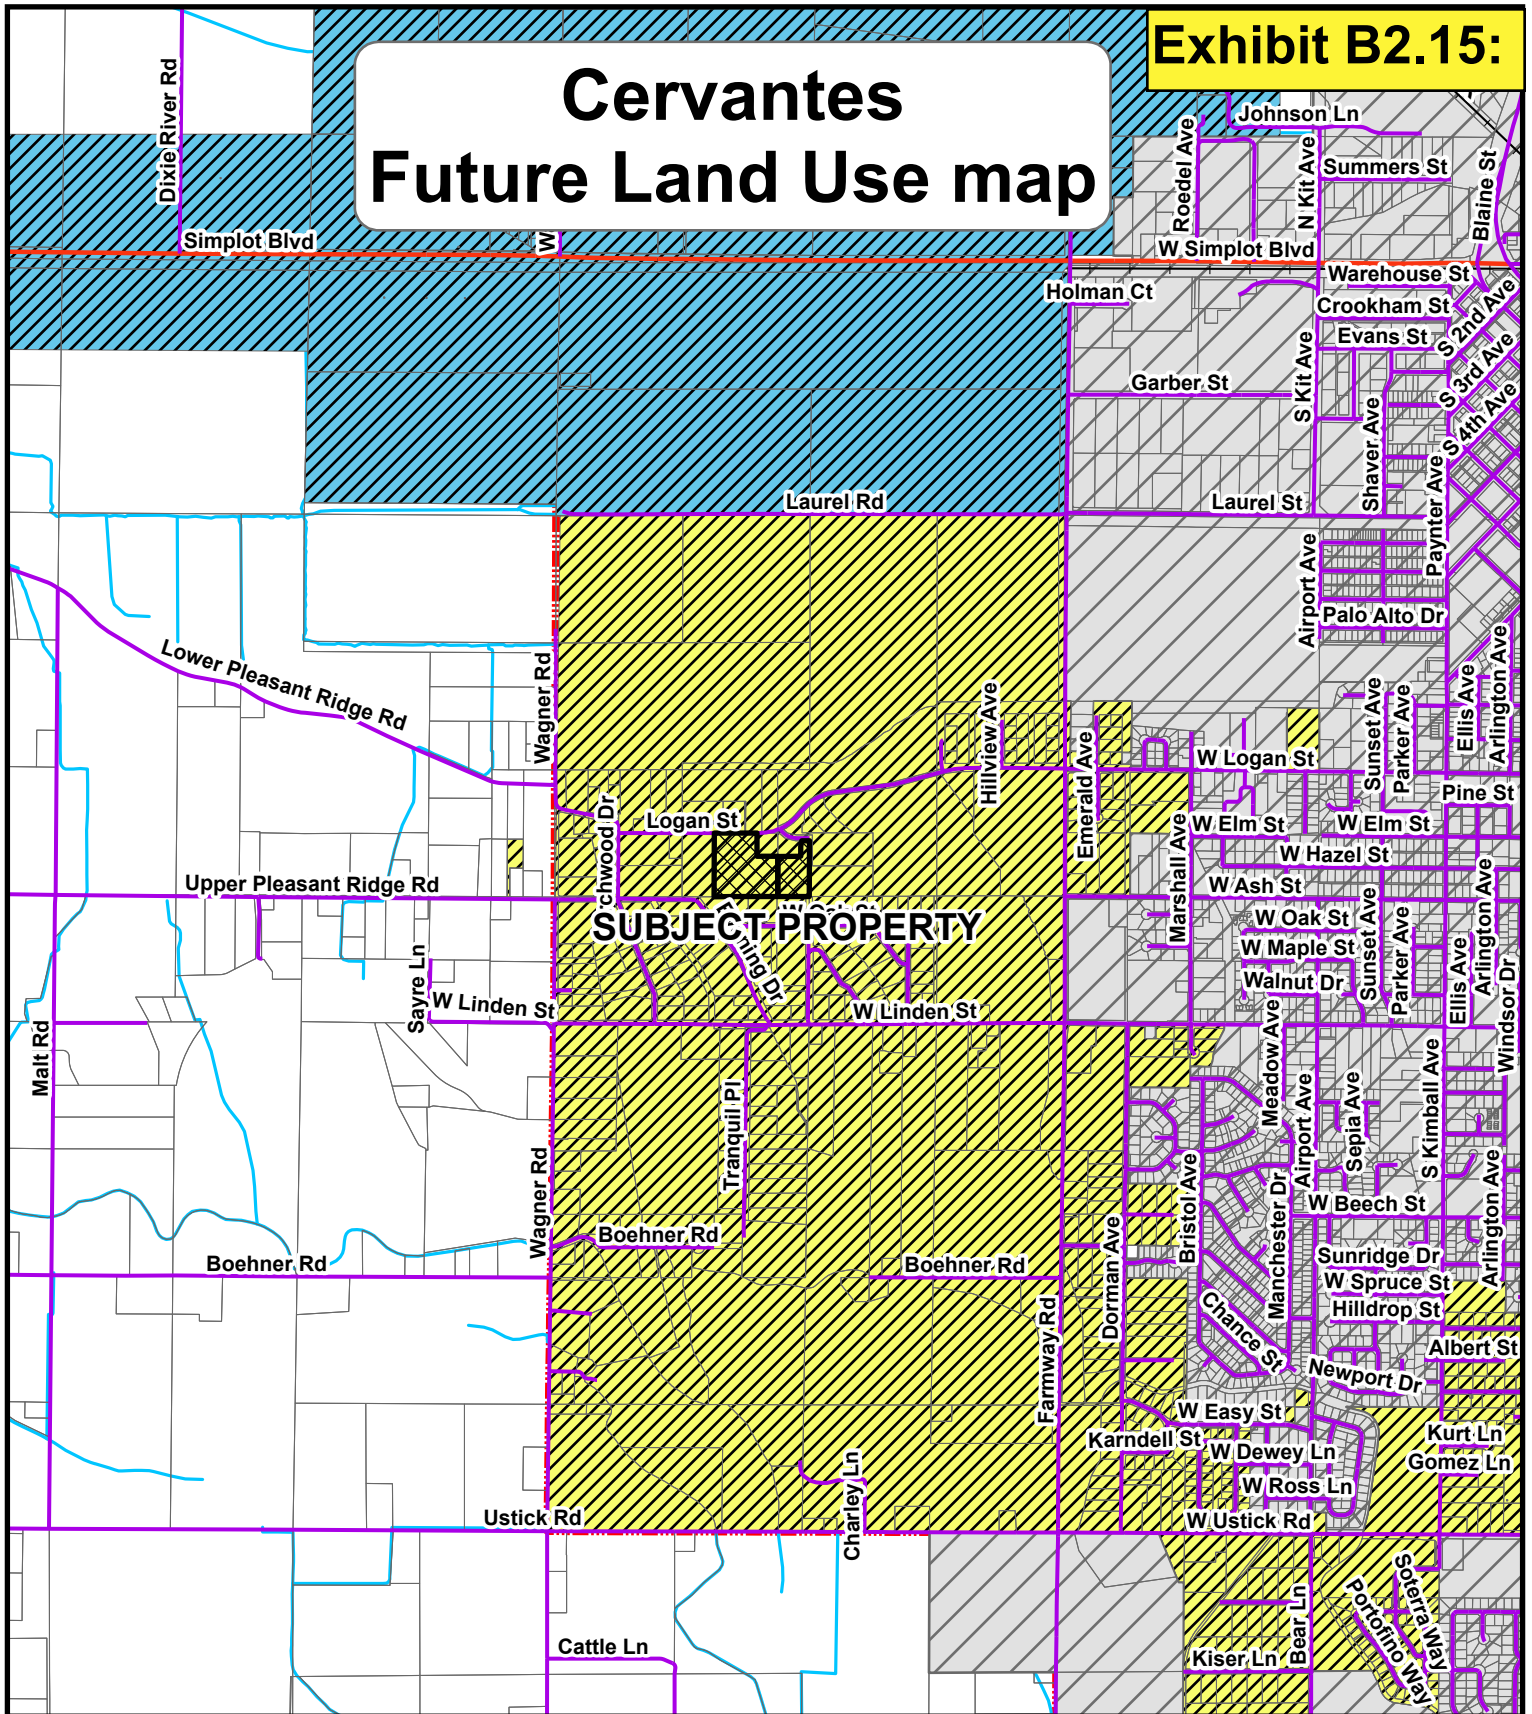 Exhibit B2.15:
Cervantes
Future Land Use map
Dixie River Rd
Simplot Blvd
W
Johnson Ln
Roedel Ave
N Kit Ave
Summers St
Blaine St
W Simplot Blvd
Warehouse St
Holman Ct
Crookham St
S 2nd Ave
Evans St
S 3rd Ave
Garber St
S Kit Ave
S 4th Ave
Shaver Ave
Paynter Ave
Laurel Rd
Laurel St
Airport Ave
Palo Alto Dr
Lower Pleasant Ridge Rd
Wagner Rd
Hillview Ave
Emerald Ave
Sunset Ave
Parker Ave
Ellis Ave
Arlington Ave
W Logan St
Pine St
chwood Dr
Logan St
W Elm St
W Elm St
Marshall Ave
W Hazel St
Upper Pleasant Ridge Rd
W Ash St
Arlington Ave
W Oak St
SUBJECT PROPERTY
ning Dr
W Oak St
Sunset Ave
Parker Ave
W Maple St
Walnut Dr
Ellis Ave
Windsor Dr
Sayre Ln
W Linden St
W Linden St
Malt Rd
Meadow Ave
Tranquil Pl
Airport Ave
Sepia Ave
S Kimball Ave
Wagner Rd
Bristol Ave
Manchester Dr
W Beech St
Arlington Ave
Boehner Rd
Boehner Rd
Boehner Rd
Dorman Ave
Sunridge Dr
W Spruce St
Hilldrop St
Chance St
Farmway Rd
Albert St
Newport Dr
W Easy St
Karndell St
Kurt Ln
W Dewey Ln
Gomez Ln
Charley Ln
W Ross Ln
Ustick Rd
W Ustick Rd
Soterra Way
Portofino Way
Bear Ln
Cattle Ln
Kiser Ln